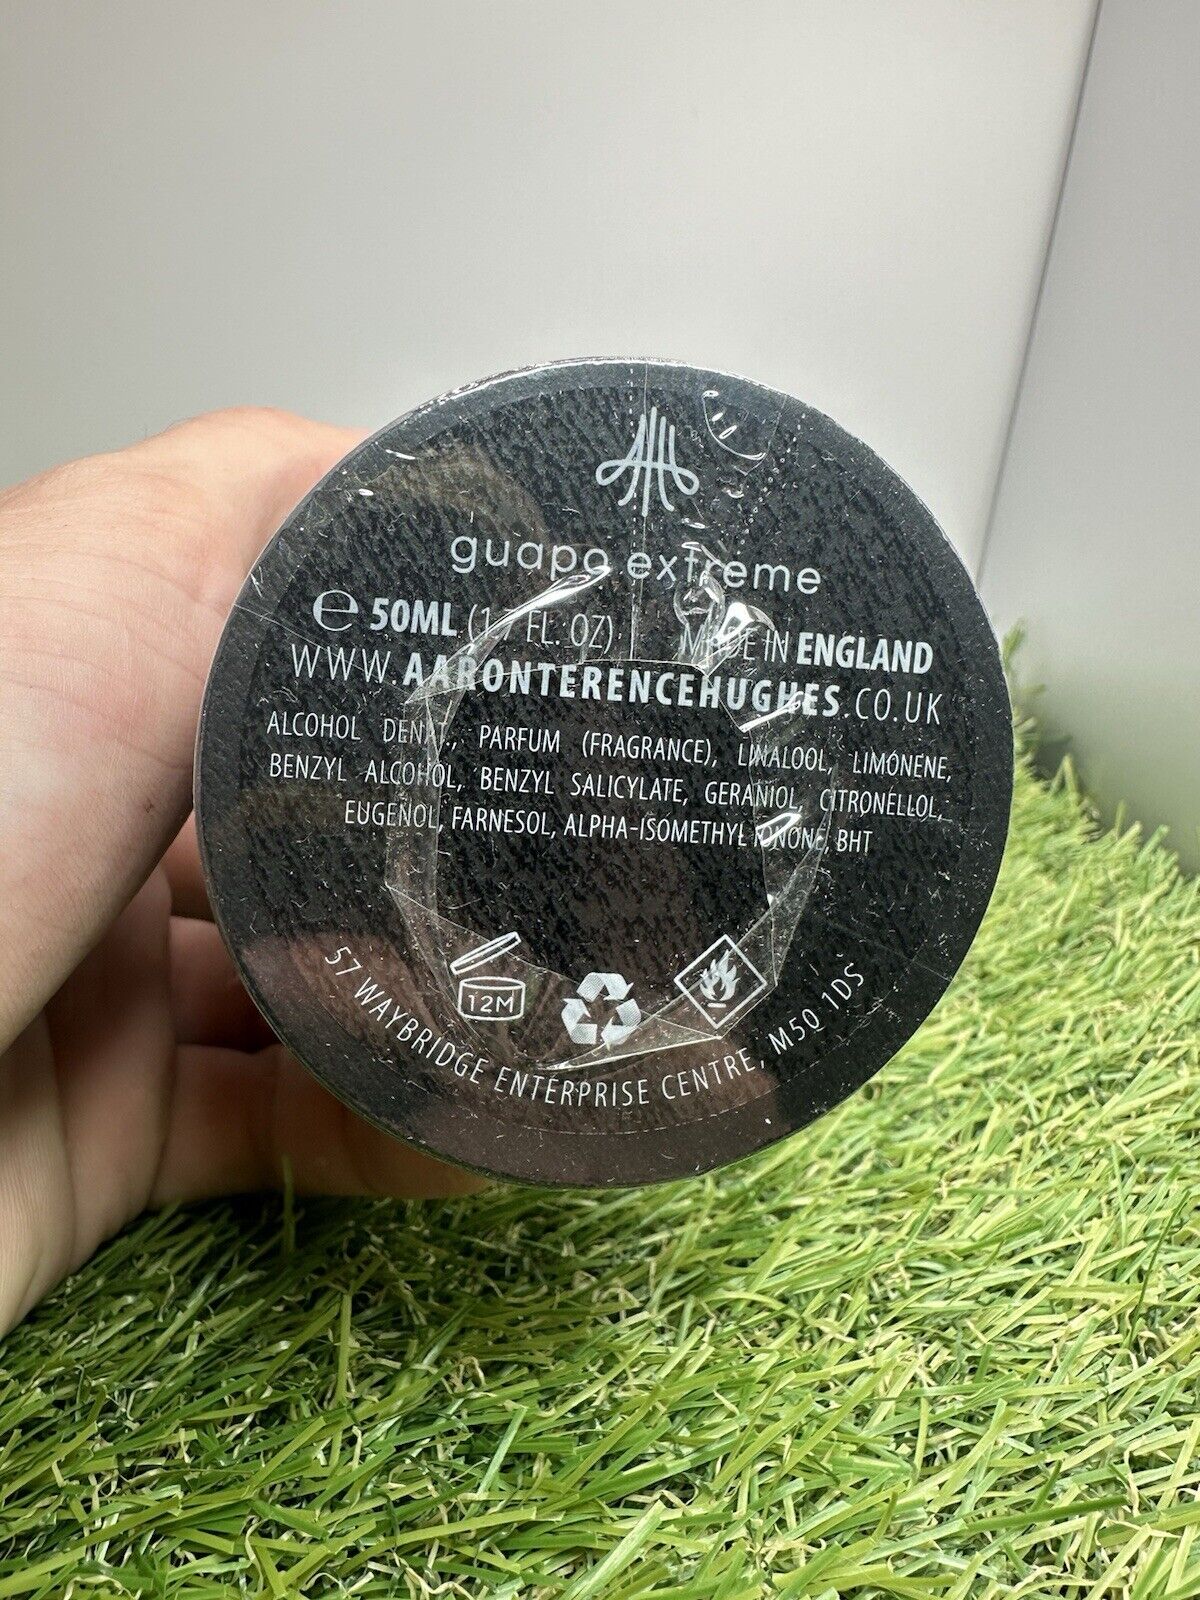 guapo extreme
℮ 50ML (1.7 FL. OZ) MADE IN ENGLAND
WWW.AARONTERENCEHUGHES.CO.UK
ALCOHOL DENAT., PARFUM (FRAGRANCE), LINALOOL, LIMONENE,
BENZYL ALCOHOL, BENZYL SALICYLATE, GERANIOL, CITRONELLOL,
EUGENOL, FARNESOL, ALPHA-ISOMETHYL IONONE, BHT
12M
57 WAYBRIDGE ENTERPRISE CENTRE, M50 1DS